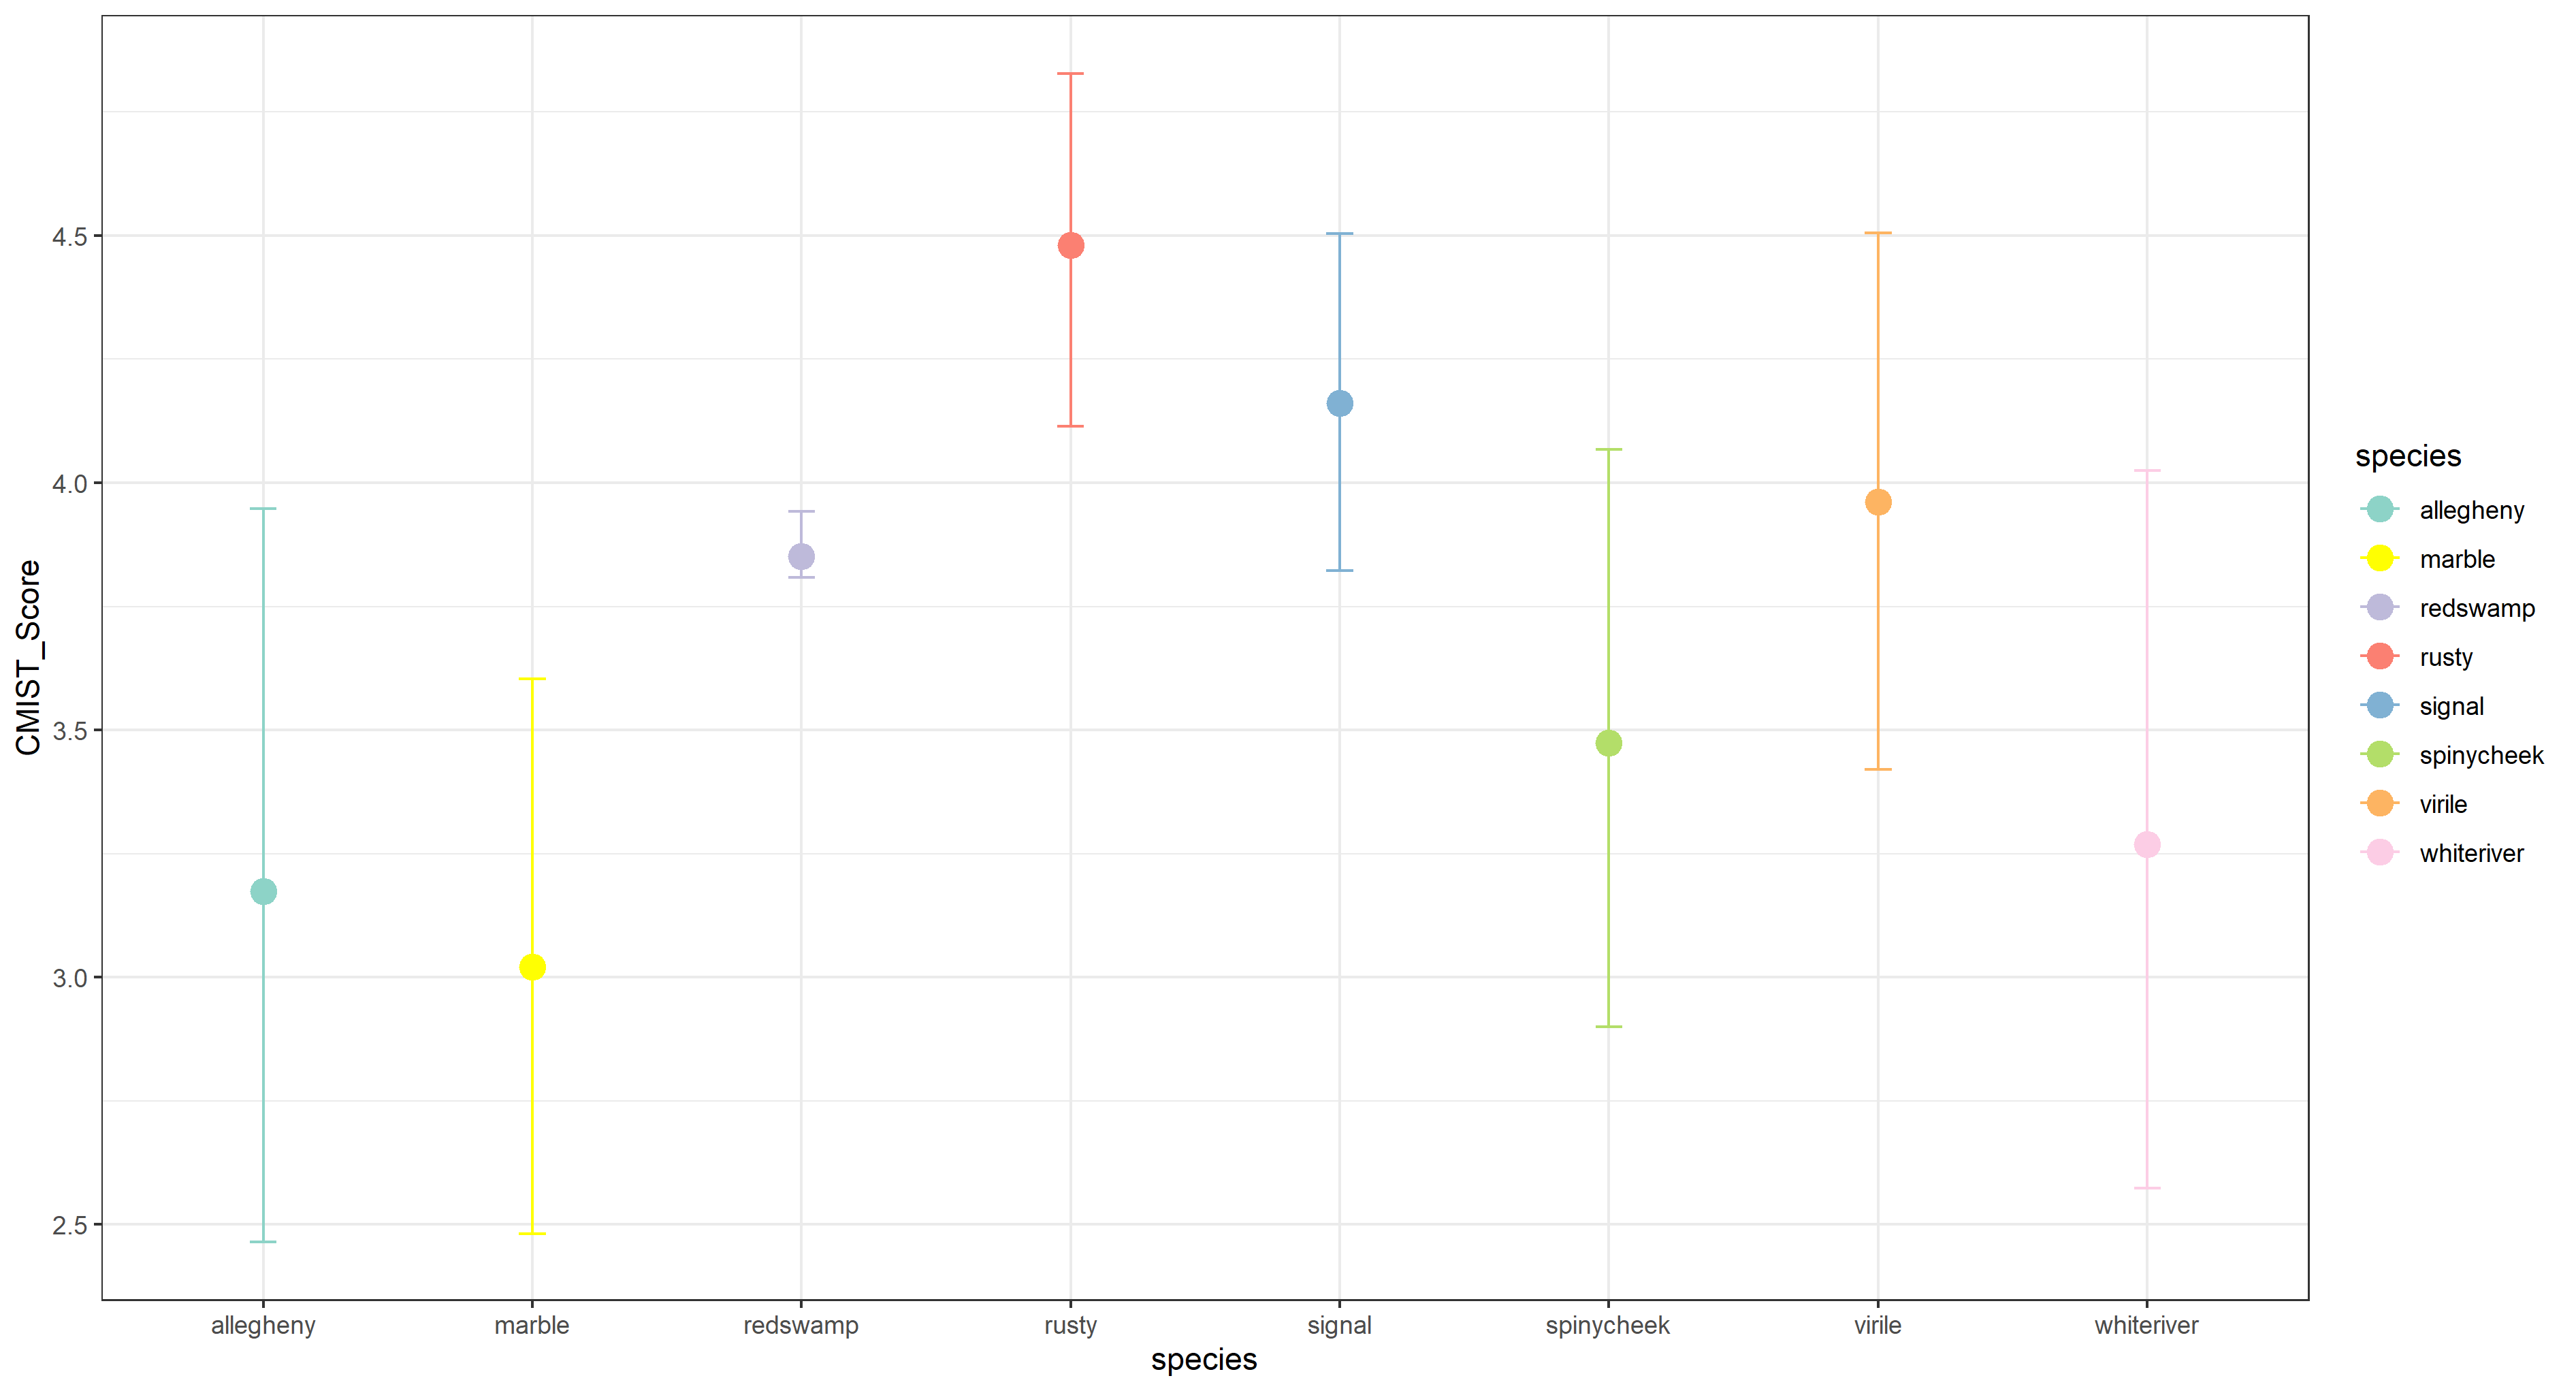 4.5
4.0
3.5
3.0
2.5
CMIST_Score
allegheny marble redswamp rusty signal spinycheek virile whiteriver
species
species
allegheny
marble
redswamp
rusty
signal
spinycheek
virile
whiteriver